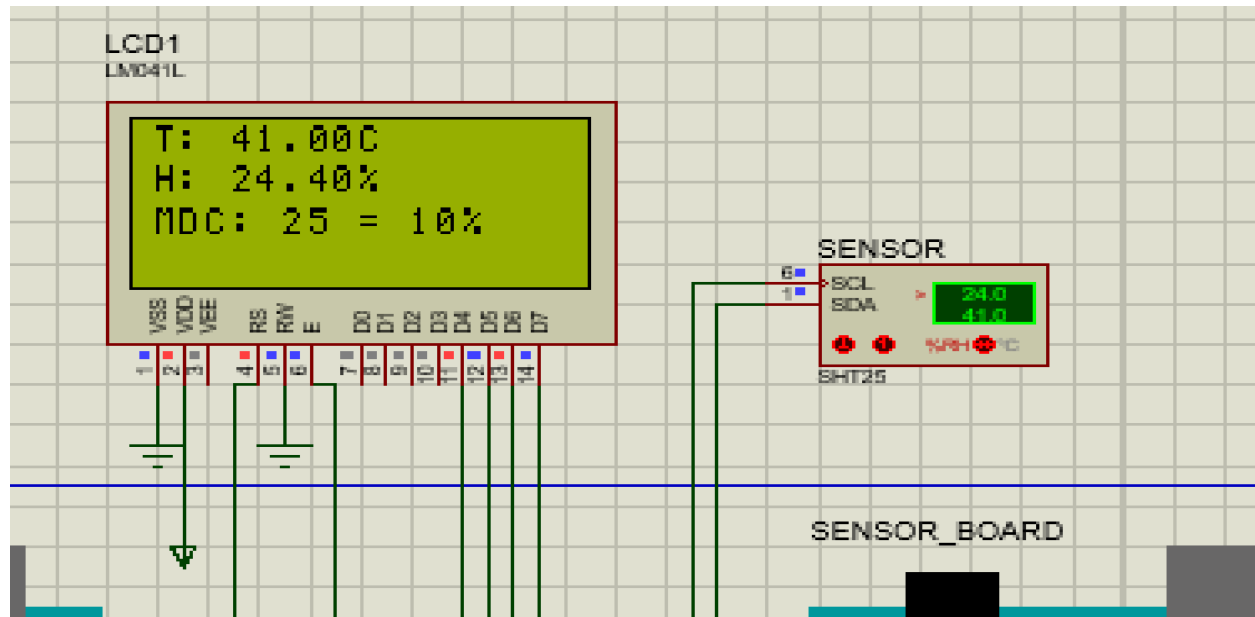 LCD1
LM041L
T: 41.00C
H: 24.40%
MDC: 25 = 10%
VSS VDD VEE RS RW E D0 D1 D2 D3 D4 D5 D6 D7
1 2 3 4 5 6 7 8 9 10 11 12 13 14
SENSOR
6 SCL
1 SDA
> 24.0
41.0
%RH °C
SHT25
SENSOR_BOARD